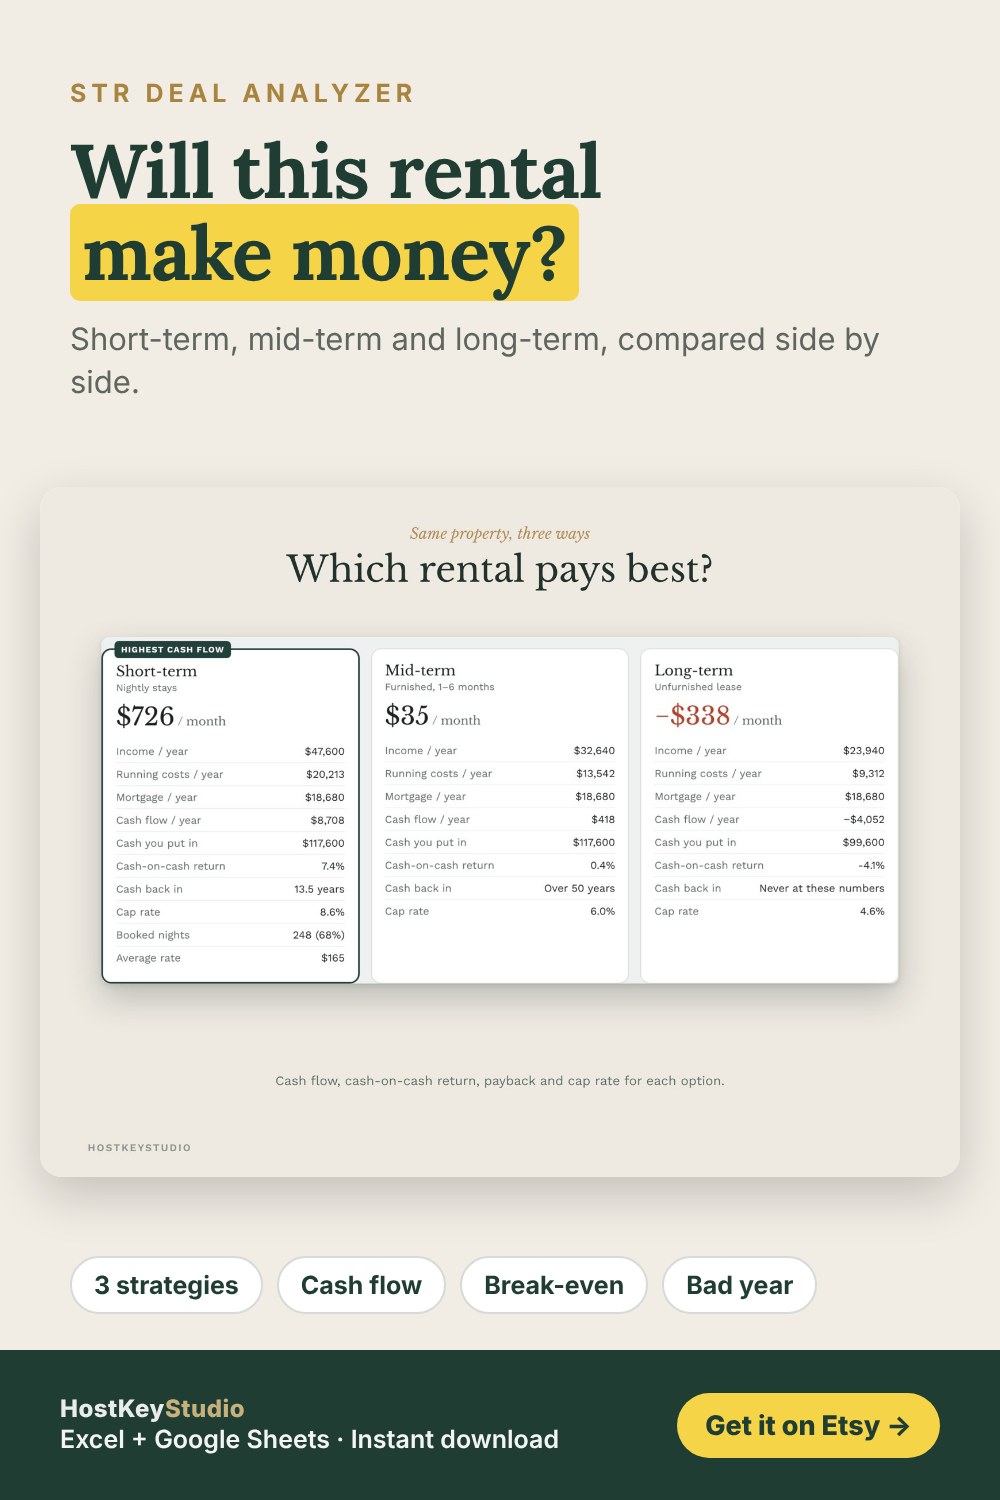 STR DEAL ANALYZER
Will this rental
make money?
Short-term, mid-term and long-term, compared side by
side.
Same property, three ways
Which rental pays best?
HIGHEST CASH FLOW
Short-term
Nightly stays
$726 / month
Income / year $47,600
Running costs / year $20,213
Mortgage / year $18,680
Cash flow / year $8,708
Cash you put in $117,600
Cash-on-cash return 7.4%
Cash back in 13.5 years
Cap rate 8.6%
Booked nights 248 (68%)
Average rate $165
Mid-term
Furnished, 1–6 months
$35 / month
Income / year $32,640
Running costs / year $13,542
Mortgage / year $18,680
Cash flow / year $418
Cash you put in $117,600
Cash-on-cash return 0.4%
Cash back in Over 50 years
Cap rate 6.0%
Long-term
Unfurnished lease
−$338 / month
Income / year $23,940
Running costs / year $9,312
Mortgage / year $18,680
Cash flow / year −$4,052
Cash you put in $99,600
Cash-on-cash return -4.1%
Cash back in Never at these numbers
Cap rate 4.6%
Cash flow, cash-on-cash return, payback and cap rate for each option.
HOSTKEYSTUDIO
3 strategies
Cash flow
Break-even
Bad year
HostKeyStudio
Excel + Google Sheets · Instant download
Get it on Etsy →